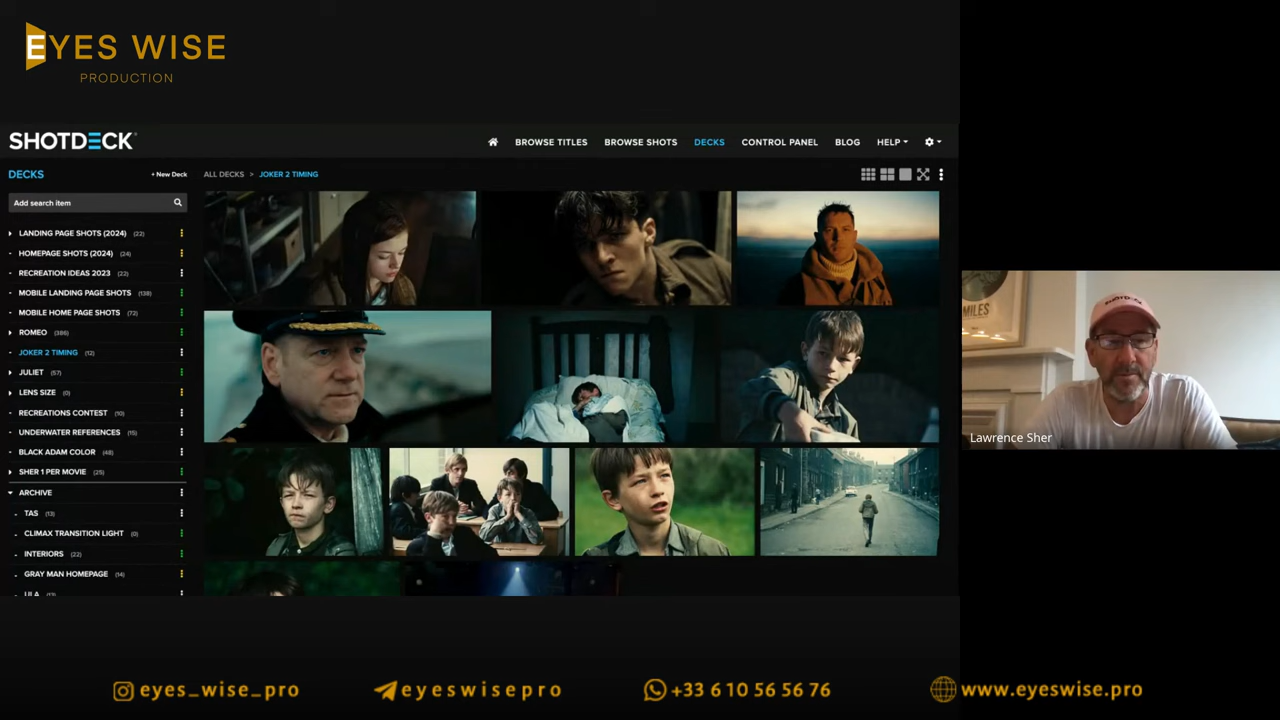 EYES WISE
PRODUCTION
SHOTDECK
BROWSE TITLES BROWSE SHOTS DECKS CONTROL PANEL BLOG HELP
DECKS + New Deck
ALL DECKS > JOKER 2 TIMING
Add search item
LANDING PAGE SHOTS (2024) (22)
HOMEPAGE SHOTS (2024) (24)
RECREATION IDEAS 2023 (22)
MOBILE LANDING PAGE SHOTS (138)
MOBILE HOME PAGE SHOTS (72)
ROMEO (386)
JOKER 2 TIMING (12)
JULIET (57)
LENS SIZE (0)
RECREATIONS CONTEST (10)
UNDERWATER REFERENCES (15)
BLACK ADAM COLOR (48)
SHER 1 PER MOVIE (25)
ARCHIVE
TAS (13)
CLIMAX TRANSITION LIGHT (0)
INTERIORS (22)
GRAY MAN HOMEPAGE (14)
MILES
SHOTDECK
Lawrence Sher
eyes_wise_pro
eyeswisepro
+33 6 10 56 56 76
www.eyeswise.pro